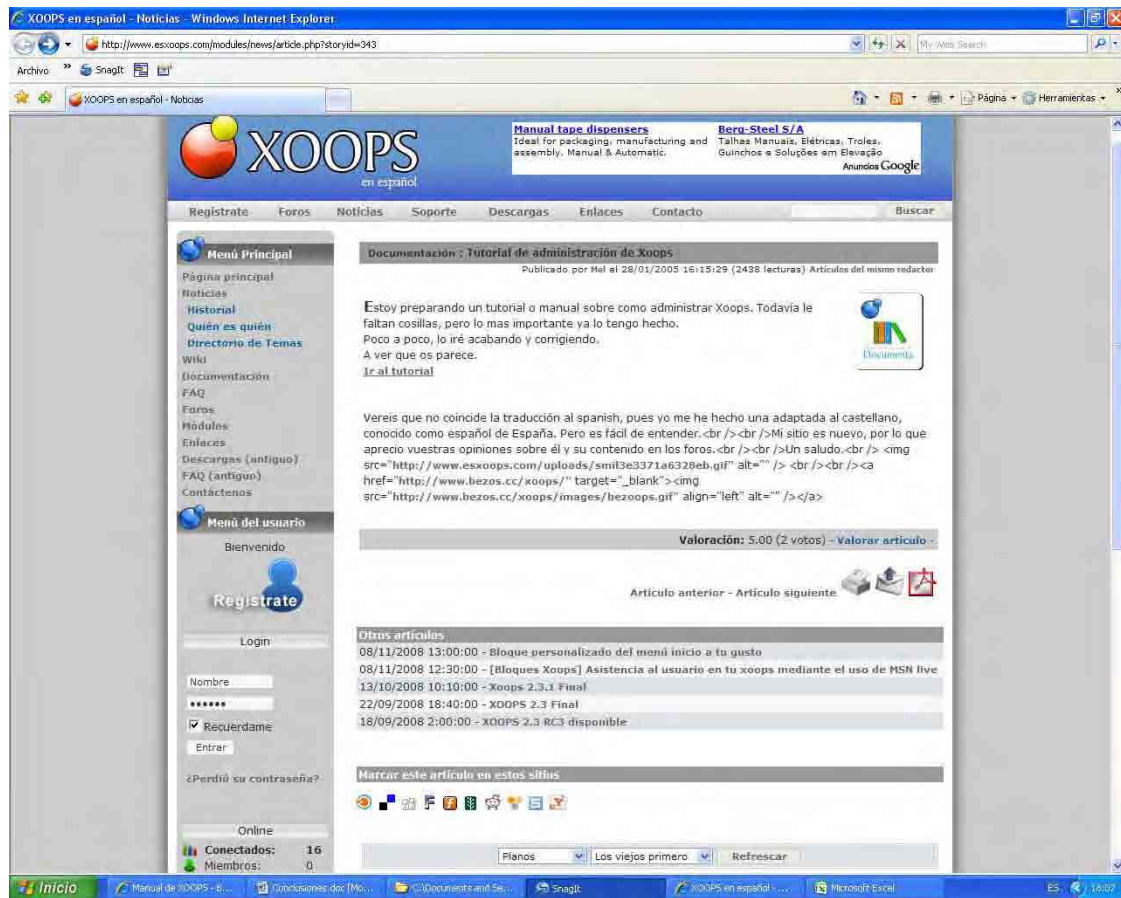 XOOPS en español - Noticias - Windows Internet Explorer
http://www.esxoops.com/modules/news/article.php?storyid=343
My Web Search
Archivo » SnagIt
XOOPS en español - Noticias
Página Herramientas »
XOOPS
en español
Manual tape dispensers
Ideal for packaging, manufacturing and
assembly. Manual & Automatic.
Berg-Steel S/A
Talhas Manuais, Elétricas, Troles,
Guinchos e Soluções em Elevação
Anuncios Google
Regístrate Foros Noticias Soporte Descargas Enlaces Contacto Buscar
Menú Principal
Página principal
Noticias
Historial
Quién es quién
Directorio de Temas
Wiki
Documentación
FAQ
Foros
Módulos
Enlaces
Descargas (antiguo)
FAQ (antiguo)
Contáctenos
Menú del usuario
Bienvenido
Regístrate
Login
Nombre
••••••
Recuerdame
Entrar
¿Perdió su contraseña?
Online
Conectados: 16
Miembros: 0
Documentación : Tutorial de administración de Xoops
Publicado por Mel el 28/01/2005 16:15:29 (2438 lecturas) Artículos del mismo redactor
Estoy preparando un tutorial o manual sobre como administrar Xoops. Todavia le
faltan cosillas, pero lo mas importante ya lo tengo hecho.
Poco a poco, lo iré acabando y corrigiendo.
A ver que os parece.
Ir al tutorial
Documenta
Vereis que no coincide la traducción al spanish, pues yo me he hecho una adaptada al castellano,
conocido como español de España. Pero es fácil de entender.<br /><br />Mi sitio es nuevo, por lo que
aprecio vuestras opiniones sobre él y su contenido en los foros.<br /><br />Un saludo.<br /> <img
src="http://www.esxoops.com/uploads/smil3e3371a6328eb.gif" alt="" /> <br /><br /><a
href="http://www.bezos.cc/xoops/" target="_blank"><img
src="http://www.bezos.cc/xoops/images/bezoops.gif" align="left" alt="" /></a>
Valoración: 5.00 (2 votos) - Valorar artículo -
Artículo anterior - Artículo siguiente
Otros artículos
08/11/2008 13:00:00 - Bloque personalizado del menú inicio a tu gusto
08/11/2008 12:30:00 - [Bloques Xoops] Asistencia al usuario en tu xoops mediante el uso de MSN live
13/10/2008 10:10:00 - Xoops 2.3.1 Final
22/09/2008 18:40:00 - XOOPS 2.3 Final
18/09/2008 2:00:00 - XOOPS 2.3 RC3 disponible
Marcar este artículo en estos sitios
Planos Los viejos primero Refrescar
Inicio Manual de XOOPS - B... Conclusiones.doc [Mo... C:\Documents and Se... SnagIt XOOPS en español - ... Microsoft Excel ES 18:07